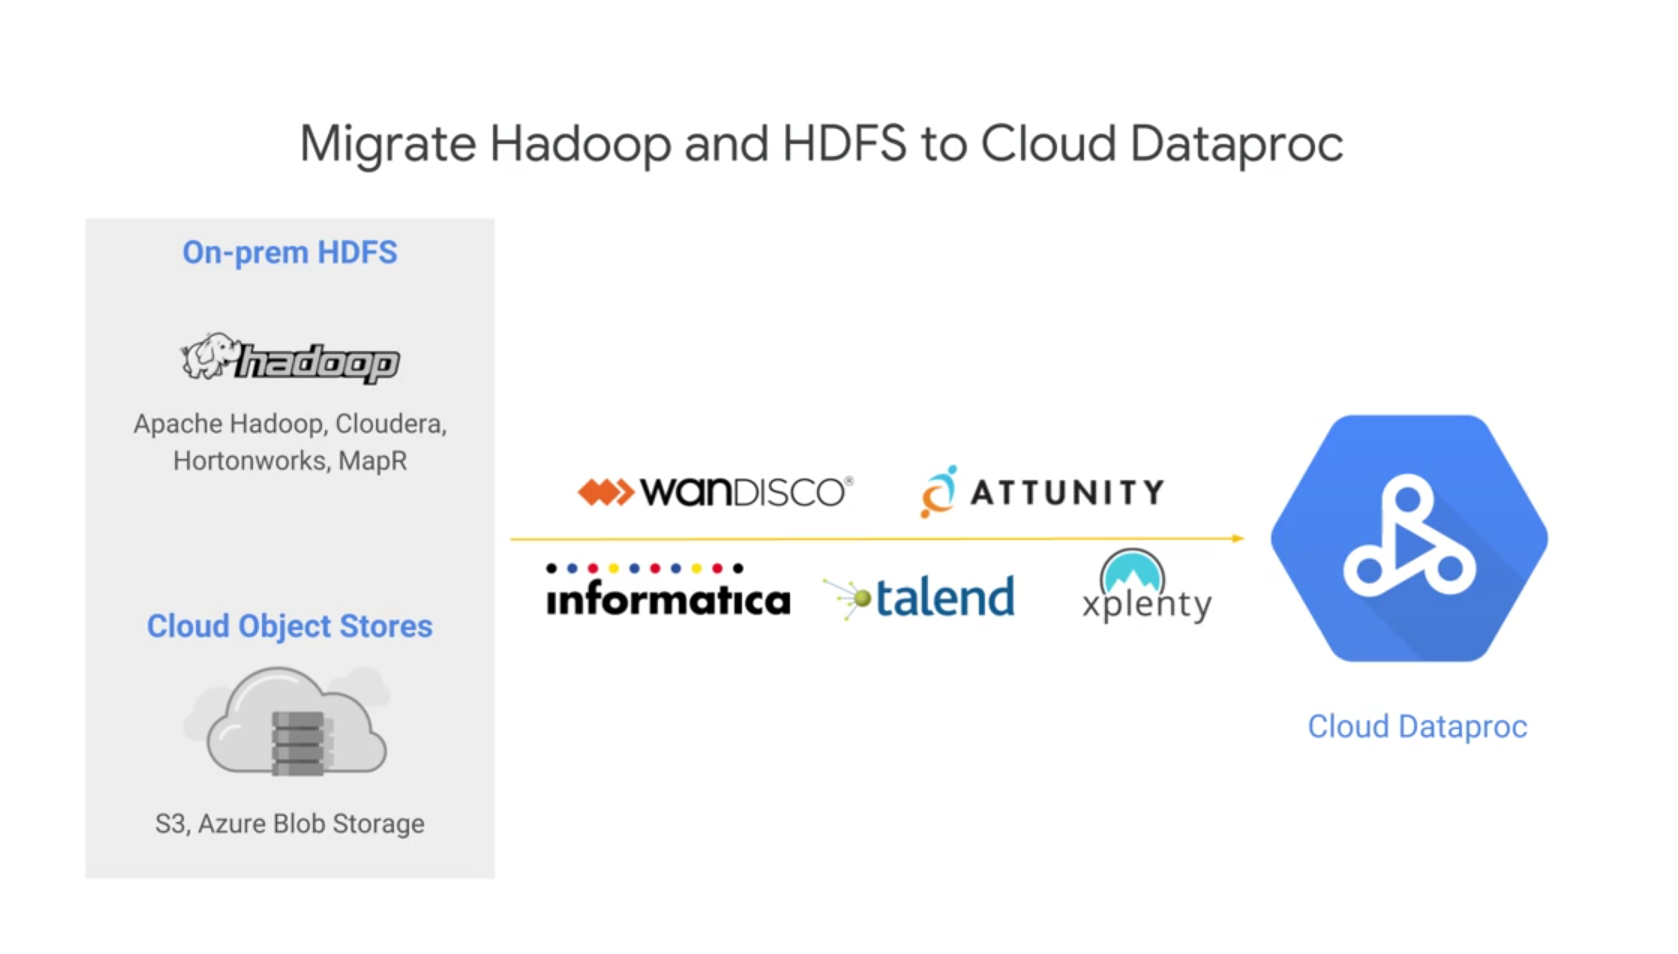 Migrate Hadoop and HDFS to Cloud Dataproc
On-prem HDFS
hadoop
Apache Hadoop, Cloudera,
Hortonworks, MapR
Cloud Object Stores
S3, Azure Blob Storage
wanDISCO®
ATTUNITY
informatica
talend
xplenty
Cloud Dataproc